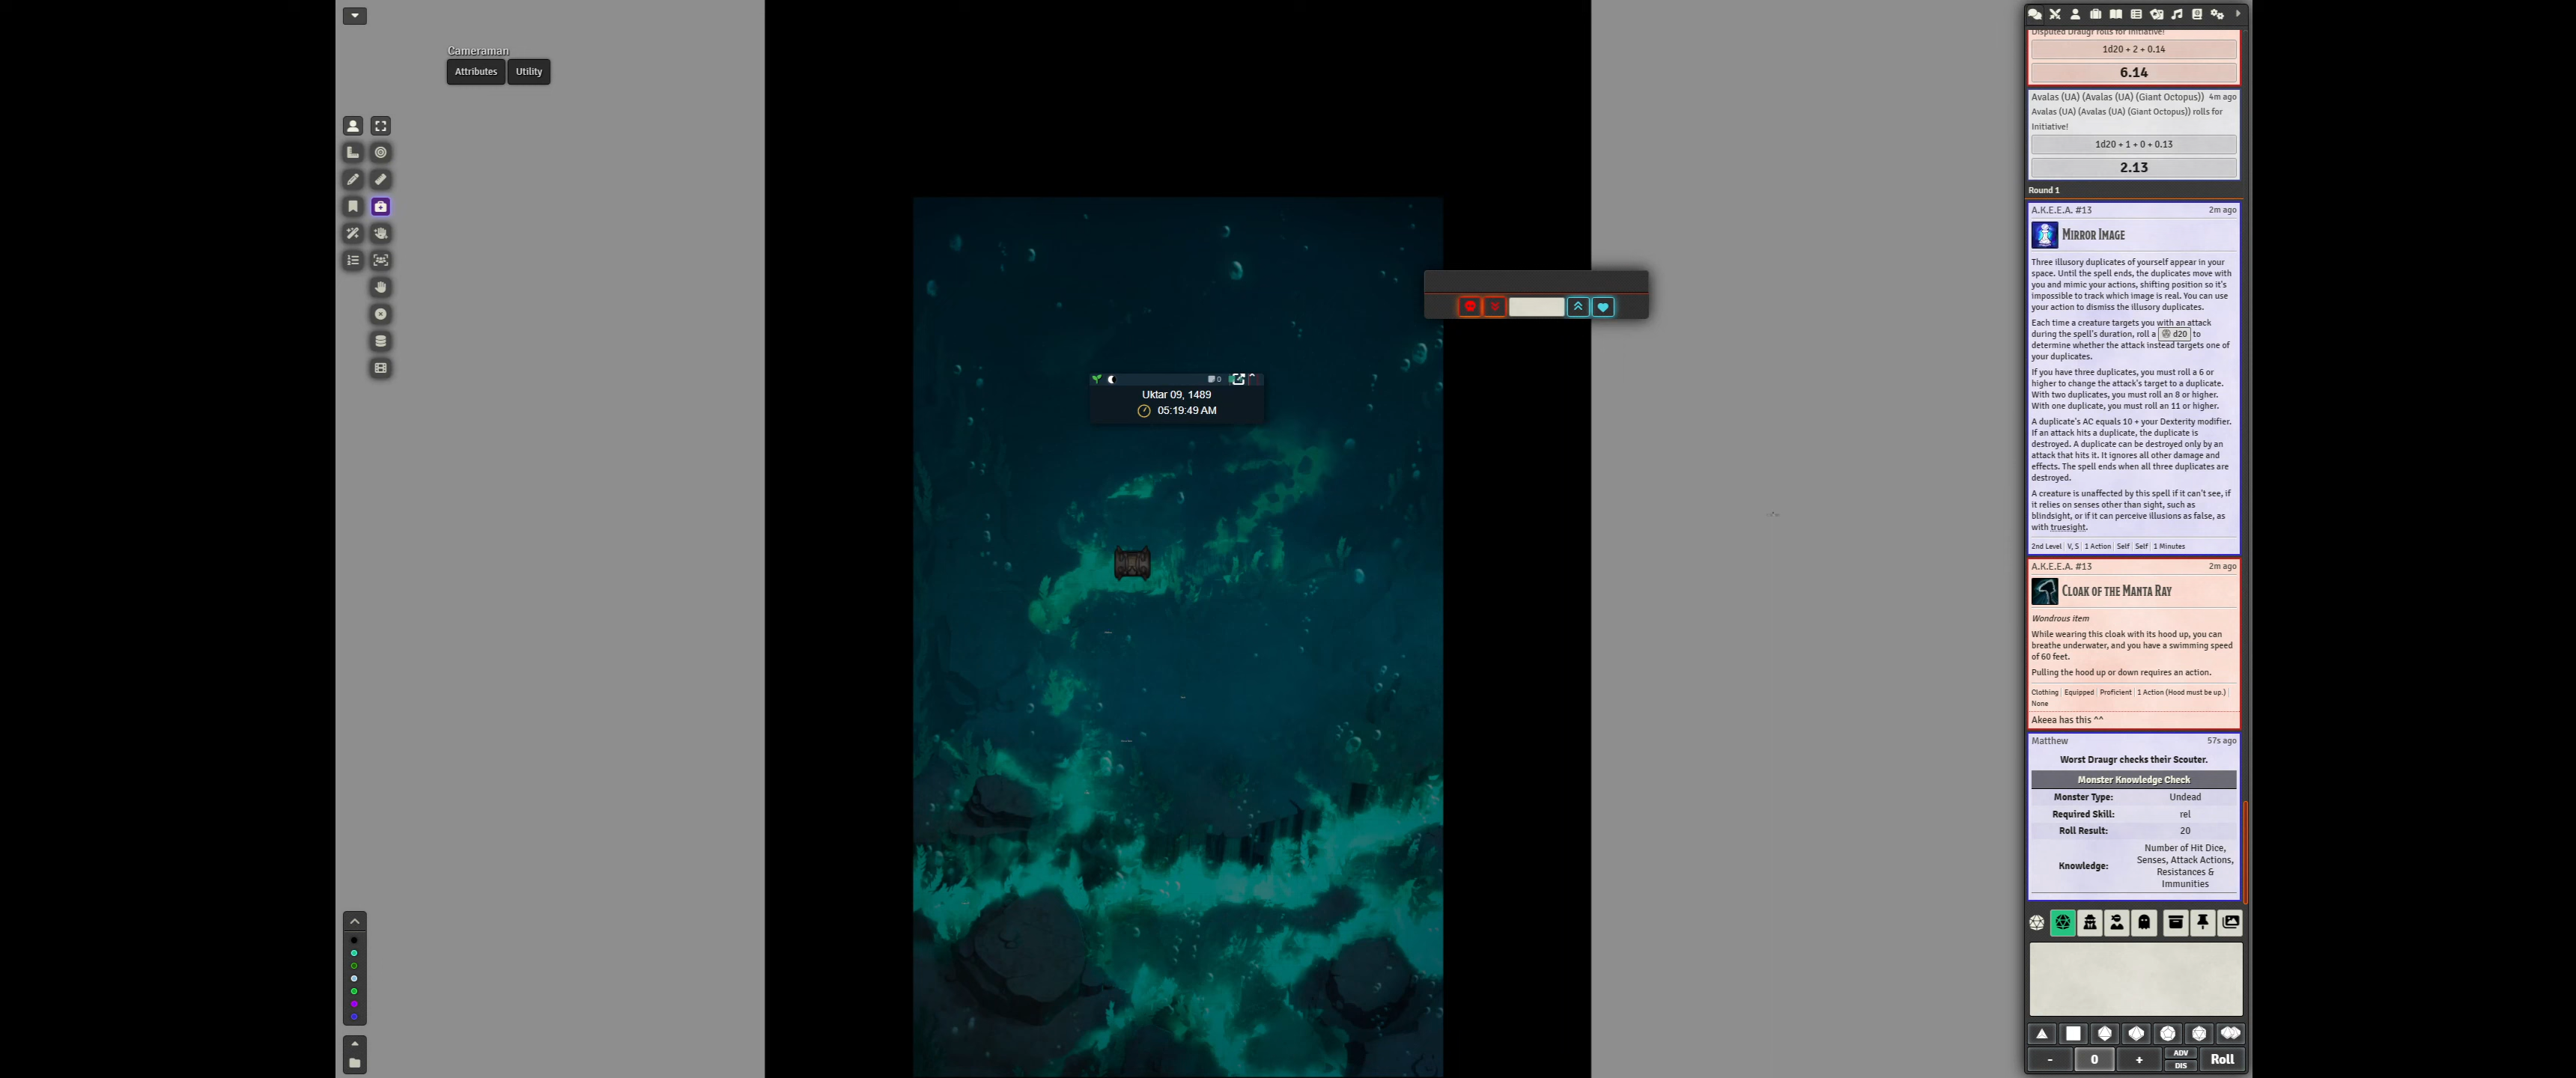 Cameraman
Attributes
Utility
Uktar 09, 1489
0
05:19:49 AM
Disputed Draugr rolls for Initiative!
1d20 + 2 + 0.14
6.14
Avalas (UA) (Avalas (UA) (Giant Octopus)) 4m ago
Avalas (UA) (Avalas (UA) (Giant Octopus)) rolls for
Initiative!
1d20 + 1 + 0 + 0.13
2.13
Round 1
A.K.E.E.A. #13 2m ago
Mirror Image
Three illusory duplicates of yourself appear in your
space. Until the spell ends, the duplicates move with
you and mimic your actions, shifting position so it's
impossible to track which image is real. You can use
your action to dismiss the illusory duplicates.
Each time a creature targets you with an attack
during the spell's duration, roll a d20 to
determine whether the attack instead targets one of
your duplicates.
If you have three duplicates, you must roll a 6 or
higher to change the attack's target to a duplicate.
With two duplicates, you must roll an 8 or higher.
With one duplicate, you must roll an 11 or higher.
A duplicate's AC equals 10 + your Dexterity modifier.
If an attack hits a duplicate, the duplicate is
destroyed. A duplicate can be destroyed only by an
attack that hits it. It ignores all other damage and
effects. The spell ends when all three duplicates are
destroyed.
A creature is unaffected by this spell if it can't see, if
it relies on senses other than sight, such as
blindsight, or if it can perceive illusions as false, as
with truesight.
2nd Level V, S 1 Action Self Self 1 Minutes
A.K.E.E.A. #13 2m ago
Cloak of the Manta Ray
Wondrous item
While wearing this cloak with its hood up, you can
breathe underwater, and you have a swimming speed
of 60 feet.
Pulling the hood up or down requires an action.
Clothing Equipped Proficient 1 Action (Hood must be up.)
None
Akeea has this ^^
Matthew 57s ago
Worst Draugr checks their Scouter.
Monster Knowledge Check
Monster Type: Undead
Required Skill: rel
Roll Result: 20
Knowledge: Number of Hit Dice,
Senses, Attack Actions,
Resistances &
Immunities
- 0 + ADV
DIS
Roll